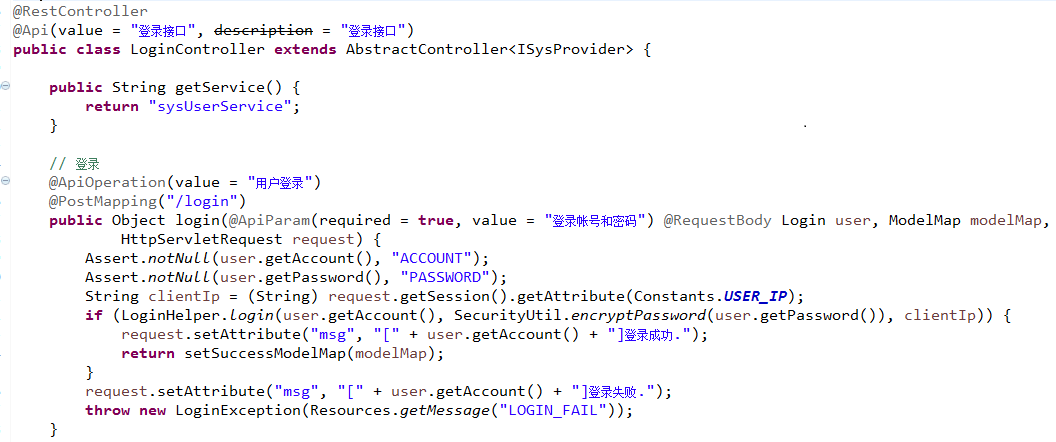 @RestController
@Api(value = "登录接口", description = "登录接口")
public class LoginController extends AbstractController<ISysProvider> {
    public String getService() {
        return "sysUserService";
    }
    // 登录
    @ApiOperation(value = "用户登录")
    @PostMapping("/login")
    public Object login(@ApiParam(required = true, value = "登录帐号和密码") @RequestBody Login user, ModelMap modelMap,
            HttpServletRequest request) {
        Assert.notNull(user.getAccount(), "ACCOUNT");
        Assert.notNull(user.getPassword(), "PASSWORD");
        String clientIp = (String) request.getSession().getAttribute(Constants.USER_IP);
        if (LoginHelper.login(user.getAccount(), SecurityUtil.encryptPassword(user.getPassword()), clientIp)) {
            request.setAttribute("msg", "[" + user.getAccount() + "]登录成功.");
            return setSuccessModelMap(modelMap);
        }
        request.setAttribute("msg", "[" + user.getAccount() + "]登录失败.");
        throw new LoginException(Resources.getMessage("LOGIN_FAIL"));
    }